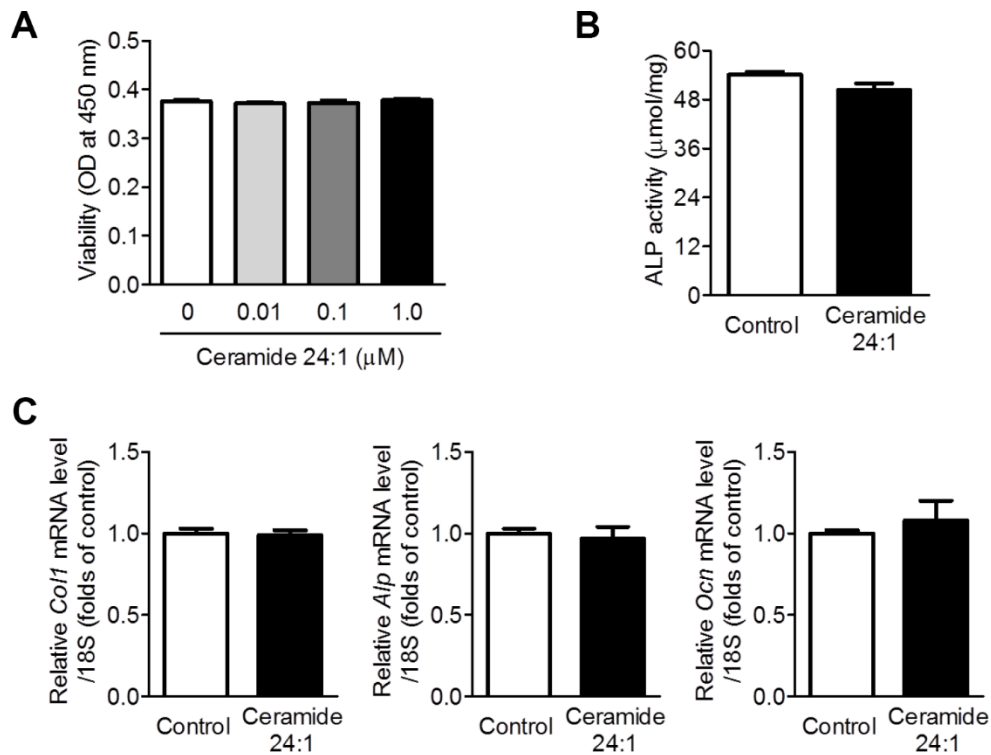 A
Viability (OD at 450 nm)
0.5
0.4
0.3
0.2
0.1
0.0
0 0.01 0.1 1.0
Ceramide 24:1 (μM)
B
ALP activity (μmol/mg)
60
48
36
24
12
0
Control Ceramide
24:1
C
Relative Col1 mRNA level
/18S (folds of control)
1.5
1.0
0.5
0.0
Control Ceramide
24:1
Relative Alp mRNA level
/18S (folds of control)
1.5
1.0
0.5
0.0
Control Ceramide
24:1
Relative Ocn mRNA level
/18S (folds of control)
1.5
1.0
0.5
0.0
Control Ceramide
24:1